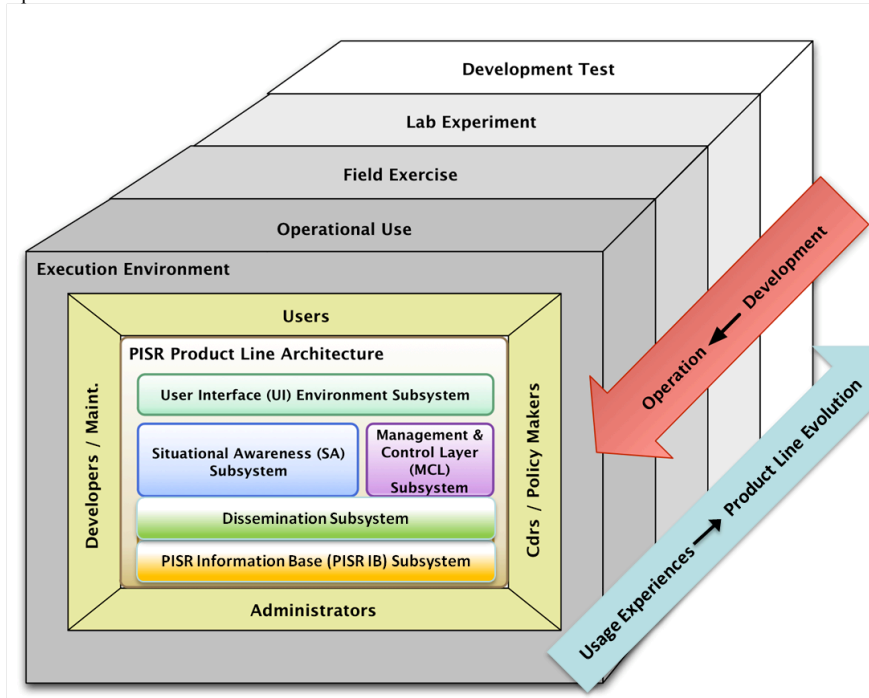 Development Test
Lab Experiment
Field Exercise
Operational Use
Execution Environment
Users
PISR Product Line Architecture
User Interface (UI) Environment Subsystem
Situational Awareness (SA)
Subsystem
Management &
Control Layer
(MCL)
Subsystem
Dissemination Subsystem
PISR Information Base (PISR IB) Subsystem
Administrators
Developers / Maint.
Cdrs / Policy Makers
Operation
Development
Usage Experiences
Product Line Evolution